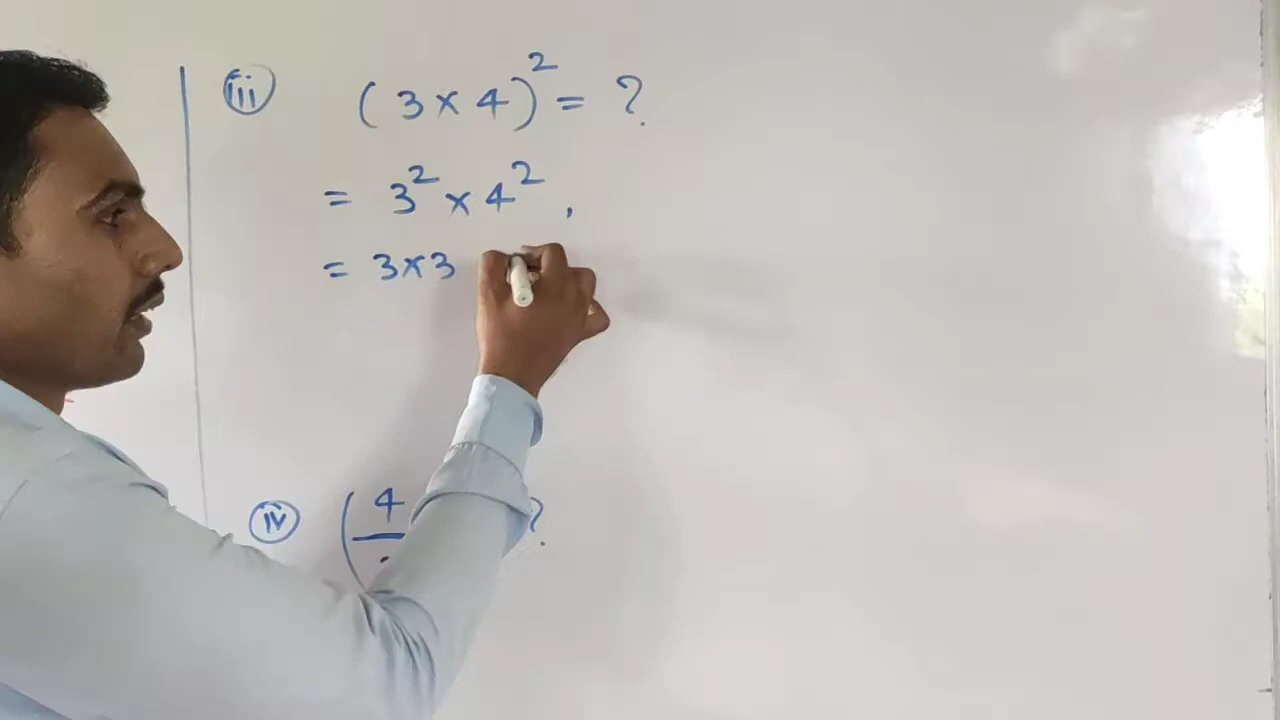 (iii) (3 × 4)² = ?
= 3² × 4² ,
= 3×3
(iv) (4 ?